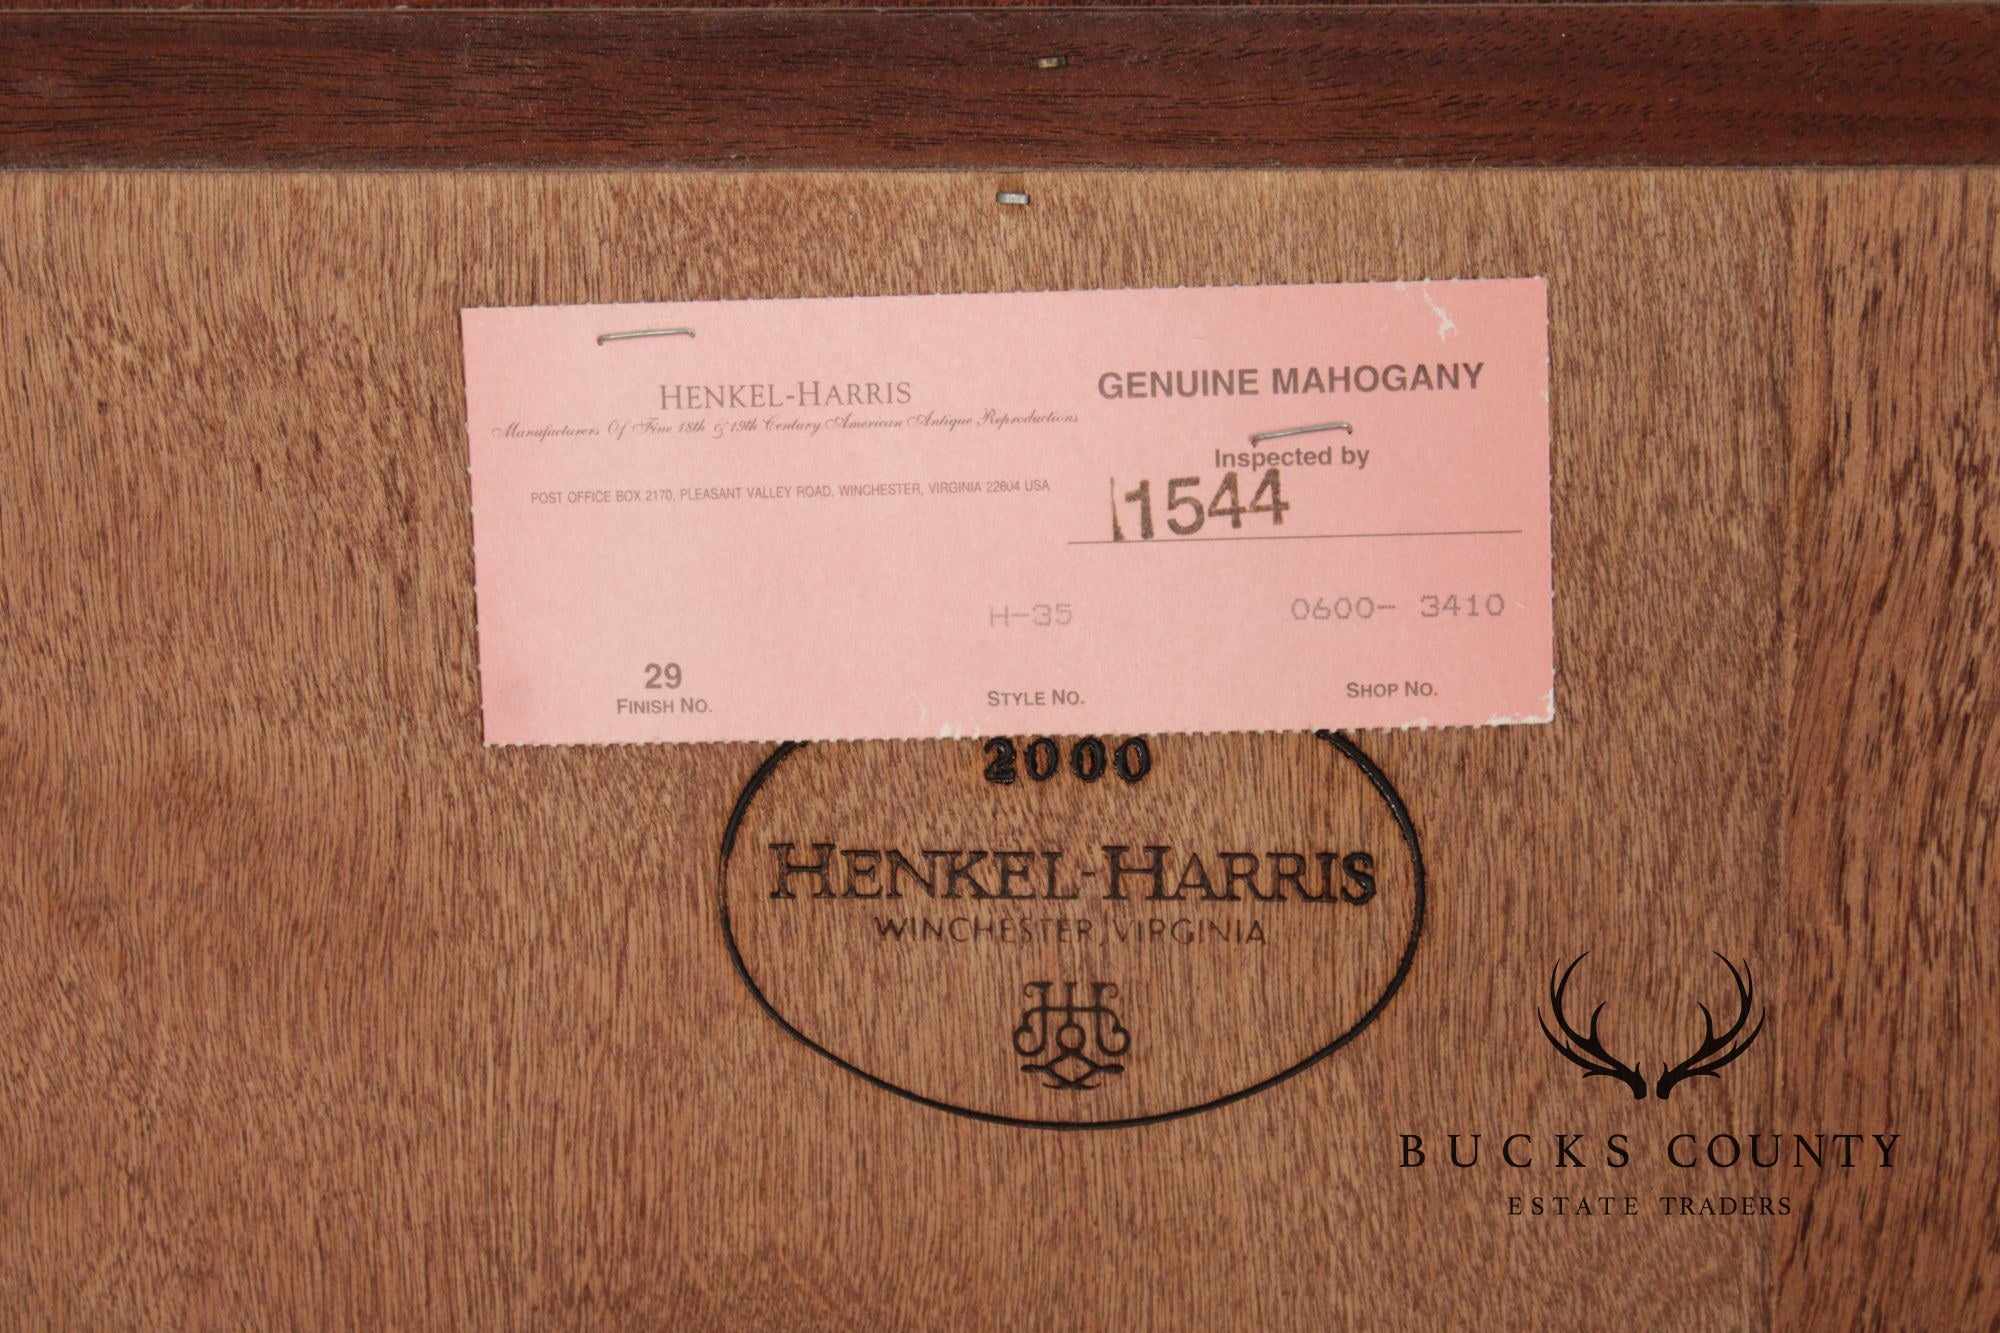 HENKEL-HARRIS
Manufacturers Of Fine 18th & 19th Century American Antique Reproductions
POST OFFICE BOX 2170, PLEASANT VALLEY ROAD, WINCHESTER, VIRGINIA 22604 USA
GENUINE MAHOGANY
Inspected by
1544
H-35
0600- 3410
29
FINISH NO.
STYLE NO.
SHOP NO.
2000
HENKEL-HARRIS
WINCHESTER, VIRGINIA
BUCKS COUNTY
ESTATE TRADERS